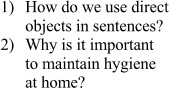 1) How do we use direct
objects in sentences?
2) Why is it important
to maintain hygiene
at home?